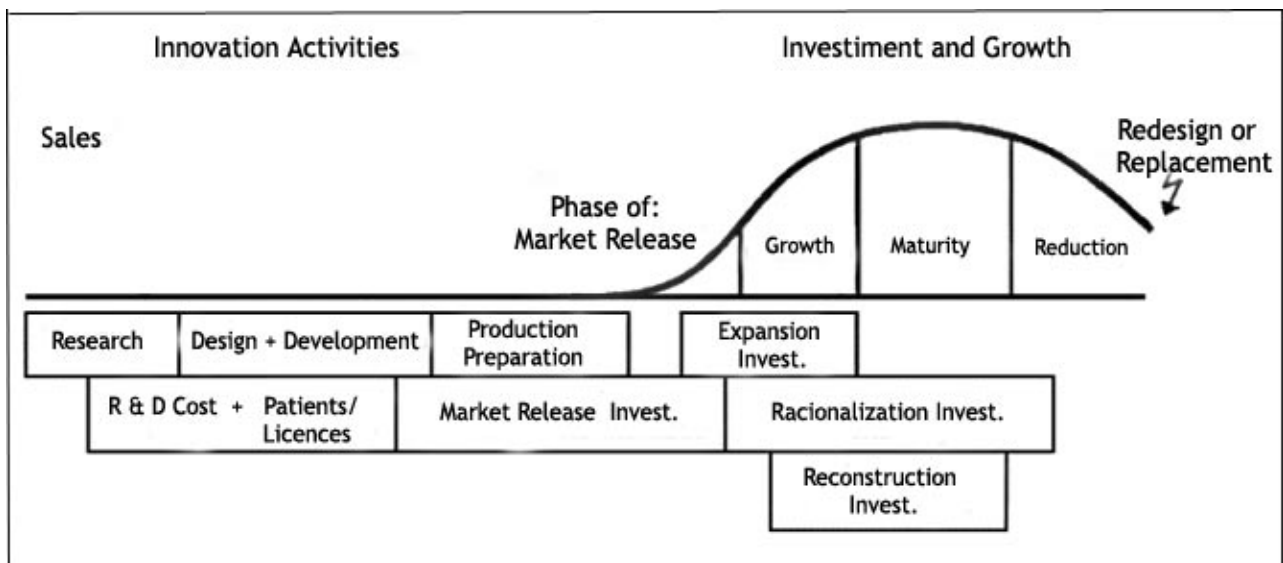 Innovation Activities
Investiment and Growth
Sales
Redesign or
Replacement
Phase of:
Market Release
Growth
Maturity
Reduction
Research
Design + Development
Production
Preparation
Expansion
Invest.
R & D Cost + Patients/
Licences
Market Release Invest.
Racionalization Invest.
Reconstruction
Invest.